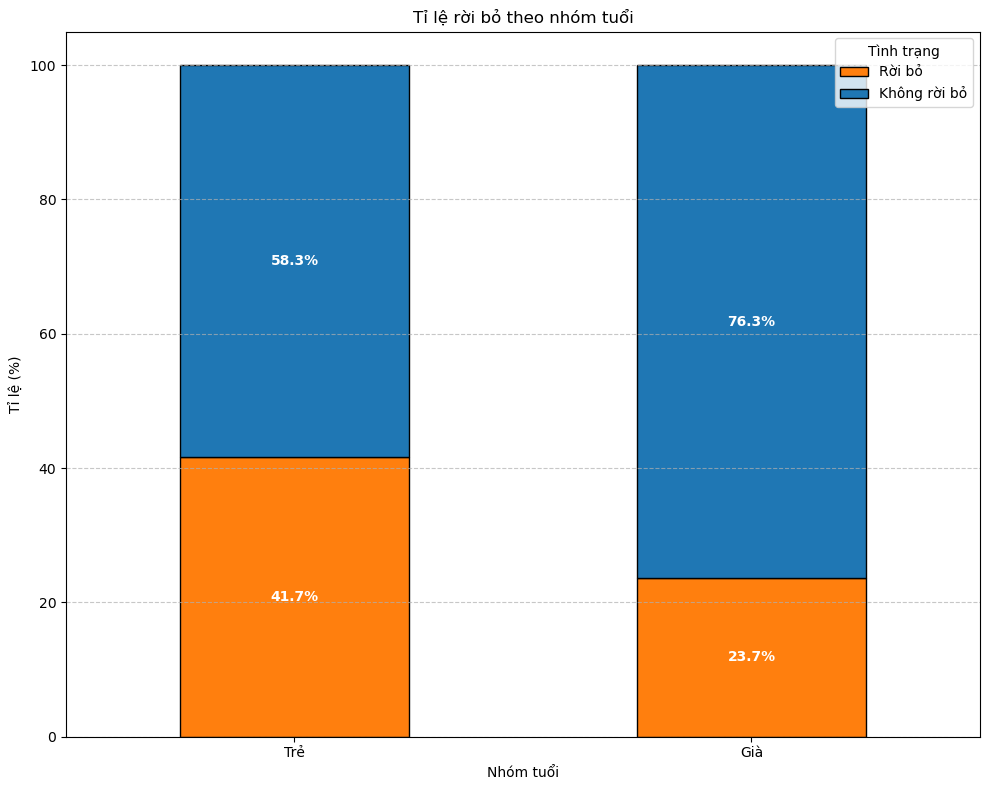 Tỉ lệ rời bỏ theo nhóm tuổi
Tình trạng
Rời bỏ
Không rời bỏ
Tỉ lệ (%)
100
80
60
40
20
0
58.3%
76.3%
41.7%
23.7%
Trẻ
Già
Nhóm tuổi